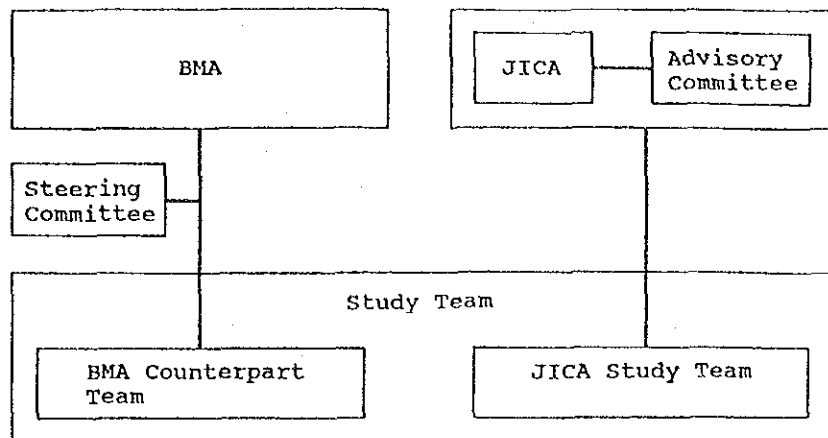 BMA
JICA
Advisory
Committee
Steering
Committee
Study Team
BMA Counterpart
Team
JICA Study Team